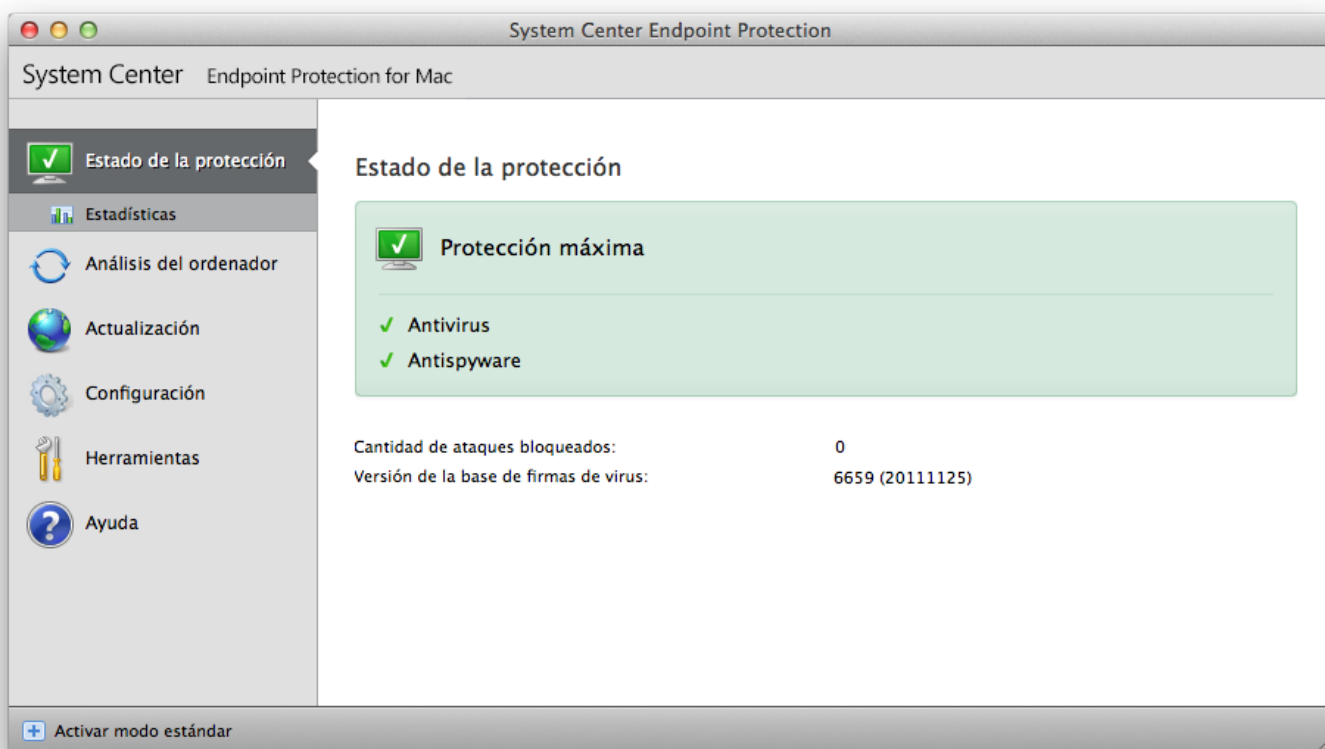 System Center Endpoint Protection
System Center Endpoint Protection for Mac
Estado de la protección
Estadísticas
Análisis del ordenador
Actualización
Configuración
Herramientas
Ayuda
Estado de la protección
Protección máxima
Antivirus
Antispyware
Cantidad de ataques bloqueados: 0
Versión de la base de firmas de virus: 6659 (20111125)
Activar modo estándar